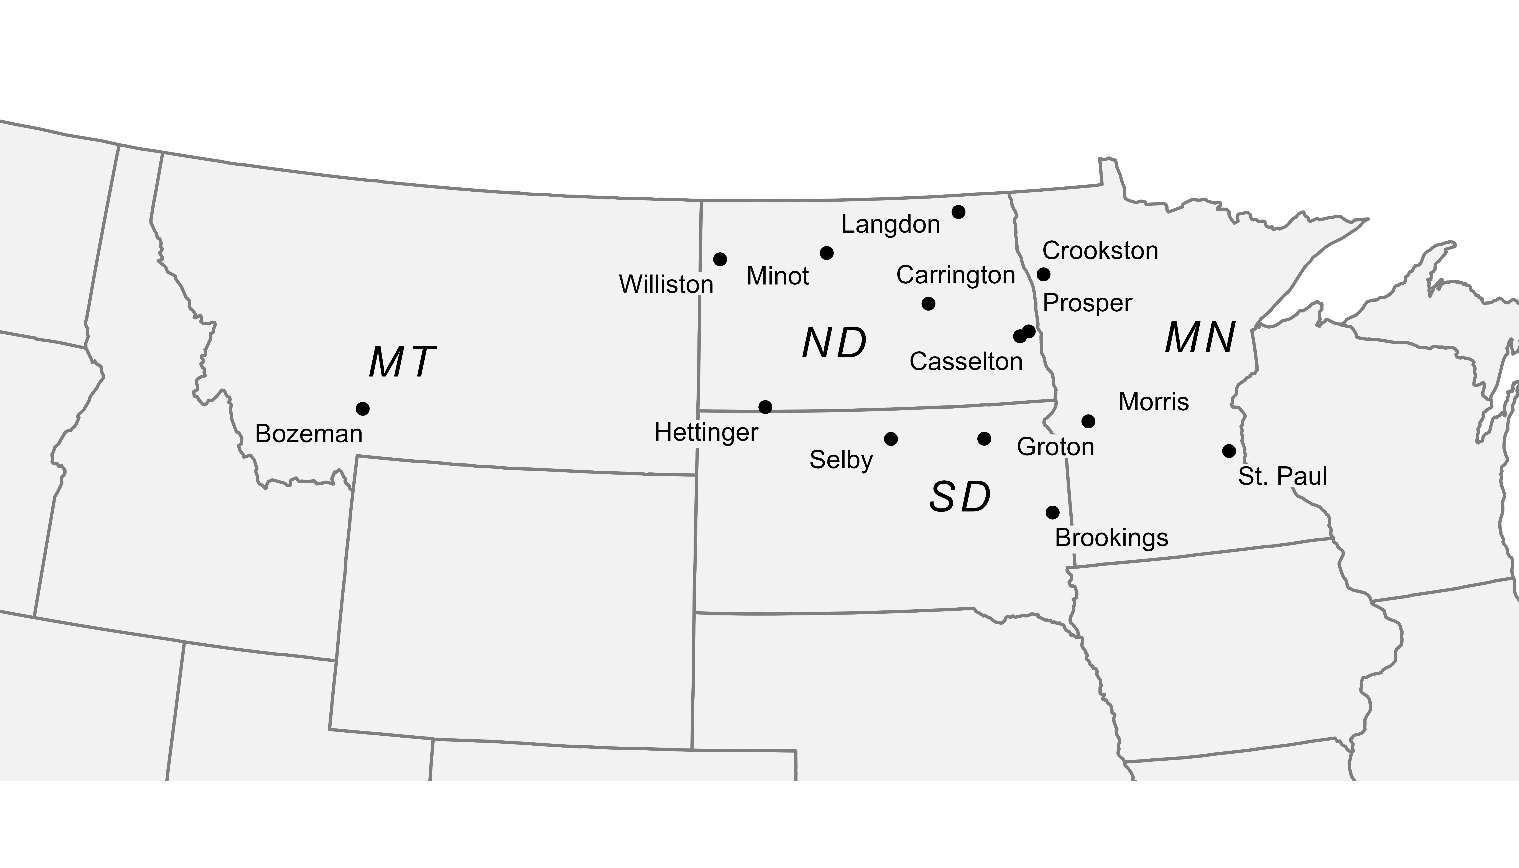 Langdon
Crookston
Williston
Minot
Carrington
Prosper
ND
MN
MT
Casselton
Morris
Bozeman
Hettinger
Groton
Selby
St. Paul
SD
Brookings